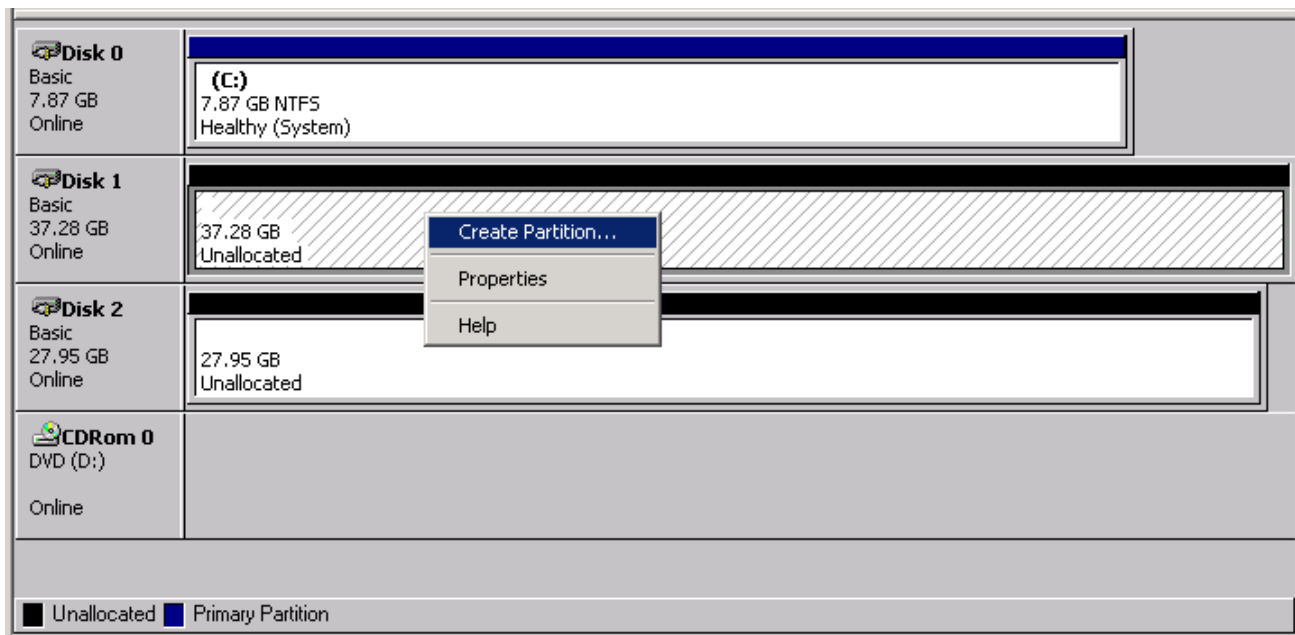 Disk 0
Basic
7.87 GB
Online
(C:)
7.87 GB NTFS
Healthy (System)
Disk 1
Basic
37.28 GB
Online
37.28 GB
Unallocated
Create Partition...
Properties
Help
Disk 2
Basic
27.95 GB
Online
27.95 GB
Unallocated
CDRom 0
DVD (D:)
Online
Unallocated Primary Partition